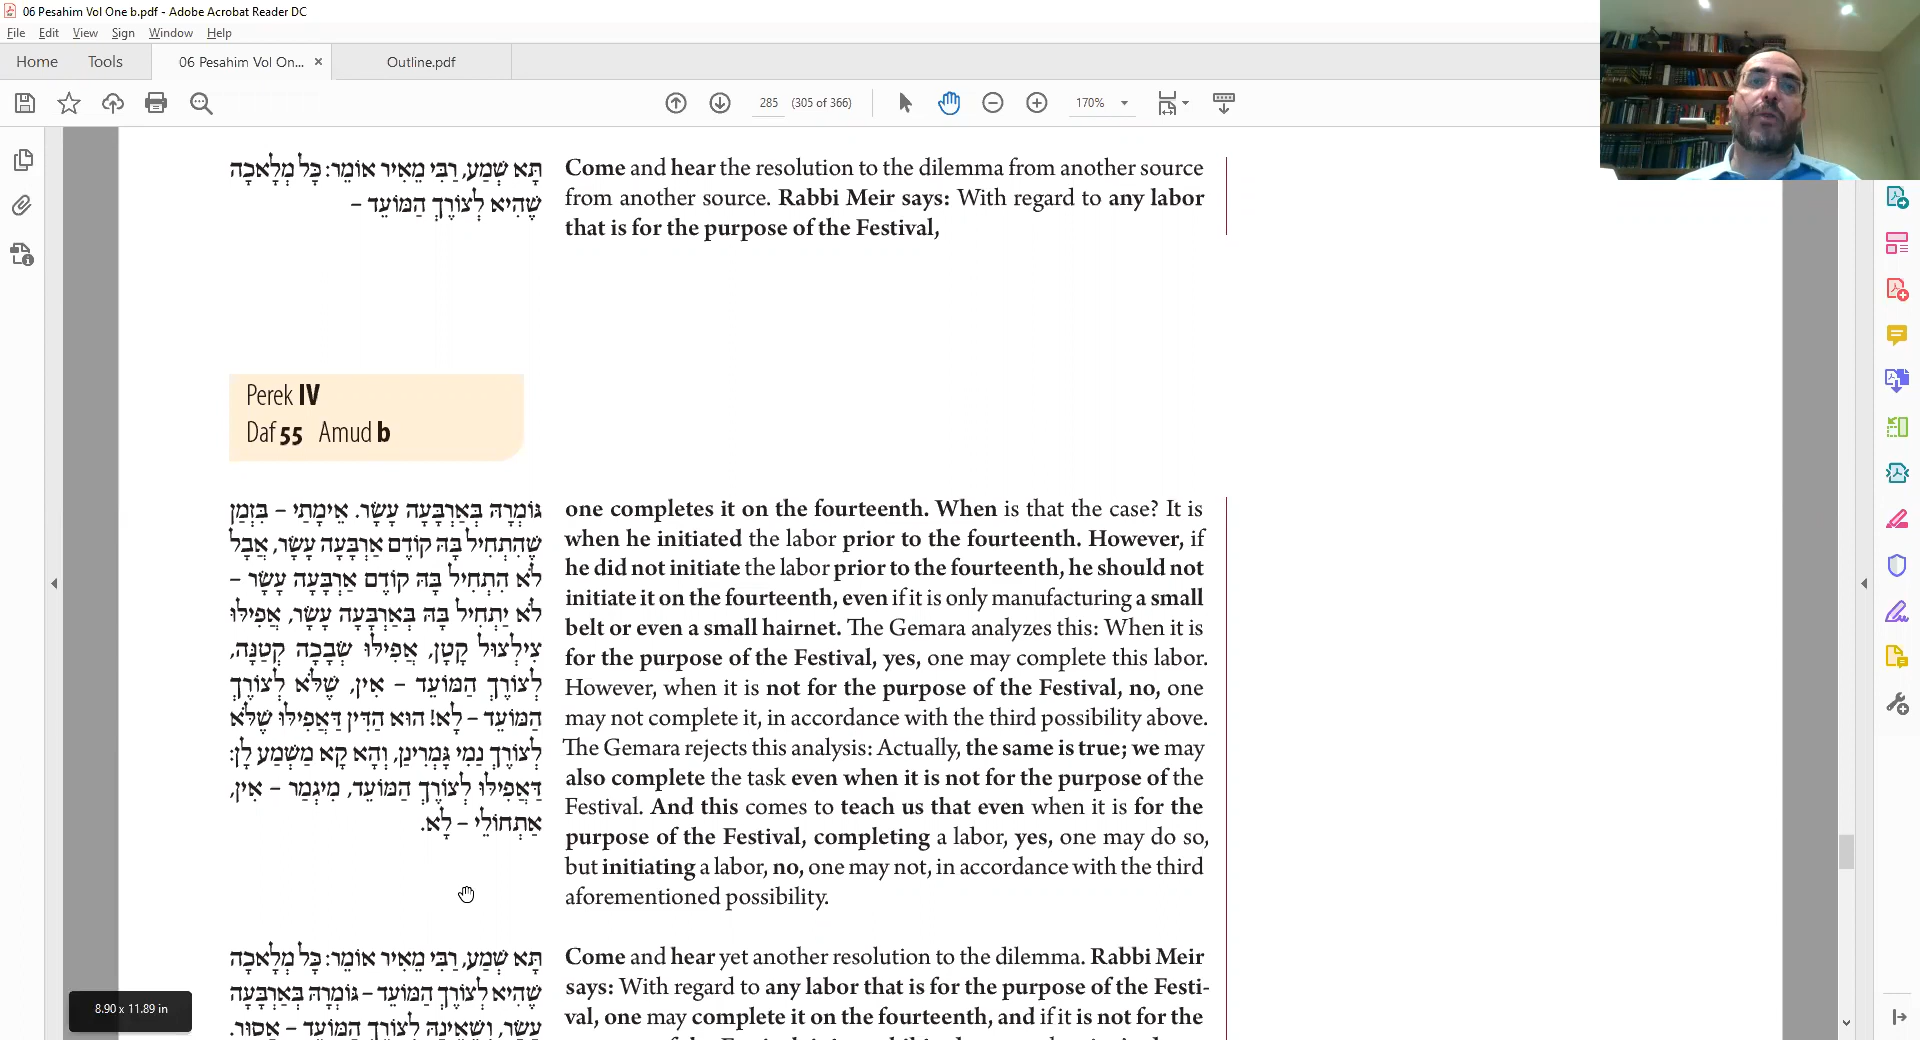 06 Pesahim Vol One b.pdf - Adobe Acrobat Reader DC
File Edit View Sign Window Help
Home Tools 06 Pesahim Vol On... × Outline.pdf
285 (305 of 366) 170%
תָּא שְׁמַע, רַבִּי מֵאִיר אוֹמֵר: כָּל מְלָאכָה
שֶׁהִיא לְצוֹרֶךְ הַמּוֹעֵד –
Come and hear the resolution to the dilemma from another source
from another source. Rabbi Meir says: With regard to any labor
that is for the purpose of the Festival,
Perek IV
Daf 55 Amud b
גּוֹמְרָהּ בְּאַרְבָּעָה עָשָׂר. אֵימָתַי – בִּזְמַן
שֶׁהִתְחִיל בָּהּ קוֹדֶם אַרְבָּעָה עָשָׂר, אֲבָל
לֹא הִתְחִיל בָּהּ קוֹדֶם אַרְבָּעָה עָשָׂר –
לֹא יַתְחִיל בָּהּ בְּאַרְבָּעָה עָשָׂר, אֲפִילּוּ
צִילְצוּל קָטָן, אֲפִילּוּ שְׂבָכָה קְטַנָּה,
לְצוֹרֶךְ הַמּוֹעֵד – אִין, שֶׁלֹּא לְצוֹרֶךְ
הַמּוֹעֵד – לָא! הוּא הַדִּין דַּאֲפִילּוּ שֶׁלֹּא
לְצוֹרֶךְ נַמִי גָּמְרִינַן, וְהָא קָא מַשְׁמַע לָן:
דַּאֲפִילּוּ לְצוֹרֶךְ הַמּוֹעֵד, מִיגְמַר – אִין,
אַתְחוֹלֵי – לָא.
one completes it on the fourteenth. When is that the case? It is
when he initiated the labor prior to the fourteenth. However, if
he did not initiate the labor prior to the fourteenth, he should not
initiate it on the fourteenth, even if it is only manufacturing a small
belt or even a small hairnet. The Gemara analyzes this: When it is
for the purpose of the Festival, yes, one may complete this labor.
However, when it is not for the purpose of the Festival, no, one
may not complete it, in accordance with the third possibility above.
The Gemara rejects this analysis: Actually, the same is true; we may
also complete the task even when it is not for the purpose of the
Festival. And this comes to teach us that even when it is for the
purpose of the Festival, completing a labor, yes, one may do so,
but initiating a labor, no, one may not, in accordance with the third
aforementioned possibility.
תָּא שְׁמַע, רַבִּי מֵאִיר אוֹמֵר: כָּל מְלָאכָה
שֶׁהִיא לְצוֹרֶךְ הַמּוֹעֵד – גּוֹמְרָהּ בְּאַרְבָּעָה
עָשָׂר, וְשֶׁאֵינָהּ לְצוֹרֶךְ הַמּוֹעֵד – אָסוּר.
Come and hear yet another resolution to the dilemma. Rabbi Meir
says: With regard to any labor that is for the purpose of the Festi-
val, one may complete it on the fourteenth, and if it is not for the
8.90 x 11.89 in